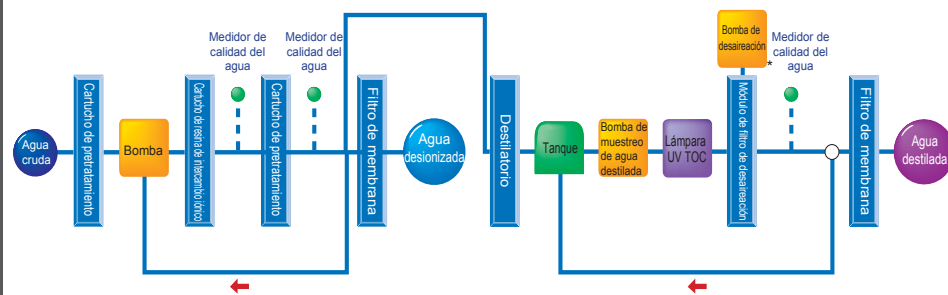 Agua
cruda
Cartucho de pretratamiento
Bomba
Cartucho de resina de intercambio iónico
Medidor de
calidad del
agua
Cartucho de pretratamiento
Medidor de
calidad del
agua
Filtro de membrana
Agua
desionizada
Destilatorio
Tanque
Bomba de
muestreo
de agua
destilada
Lámpara
UV TOC
Bomba de
desaireación
*
Módulo de filtro de desaireación
Medidor de
calidad del
agua
Filtro de membrana
Agua
destilada